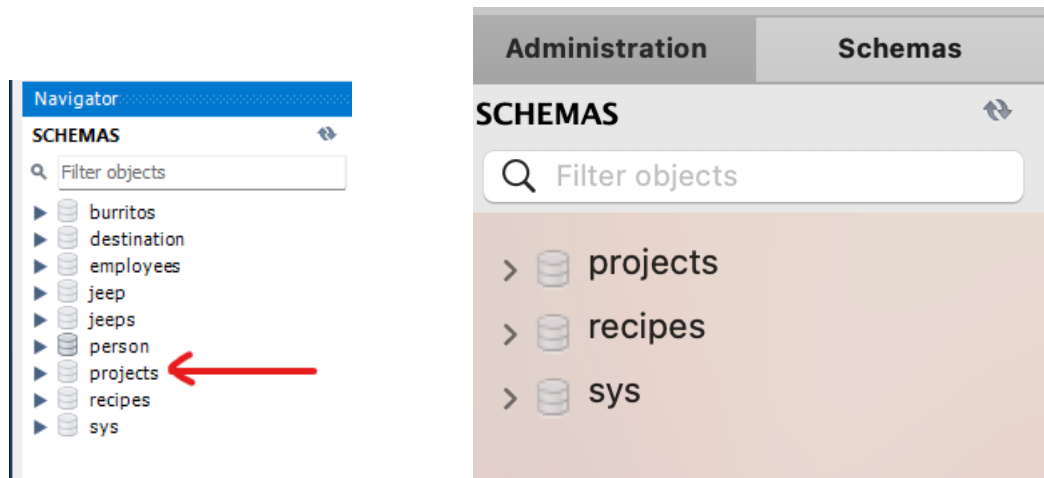 Navigator
SCHEMAS
Filter objects
burritos
destination
employees
jeep
jeeps
person
projects
recipes
sys
Administration Schemas
SCHEMAS
Filter objects
projects
recipes
sys